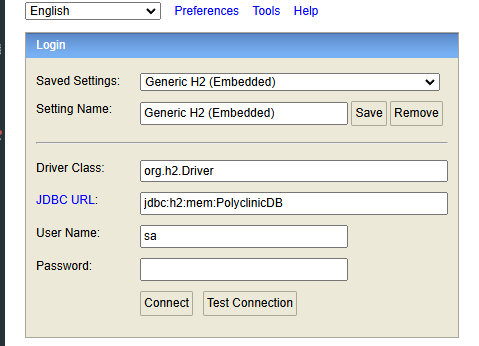 English Preferences Tools Help
Login
Saved Settings: Generic H2 (Embedded)
Setting Name: Generic H2 (Embedded) Save Remove
Driver Class: org.h2.Driver
JDBC URL: jdbc:h2:mem:PolyclinicDB
User Name: sa
Password:
Connect Test Connection